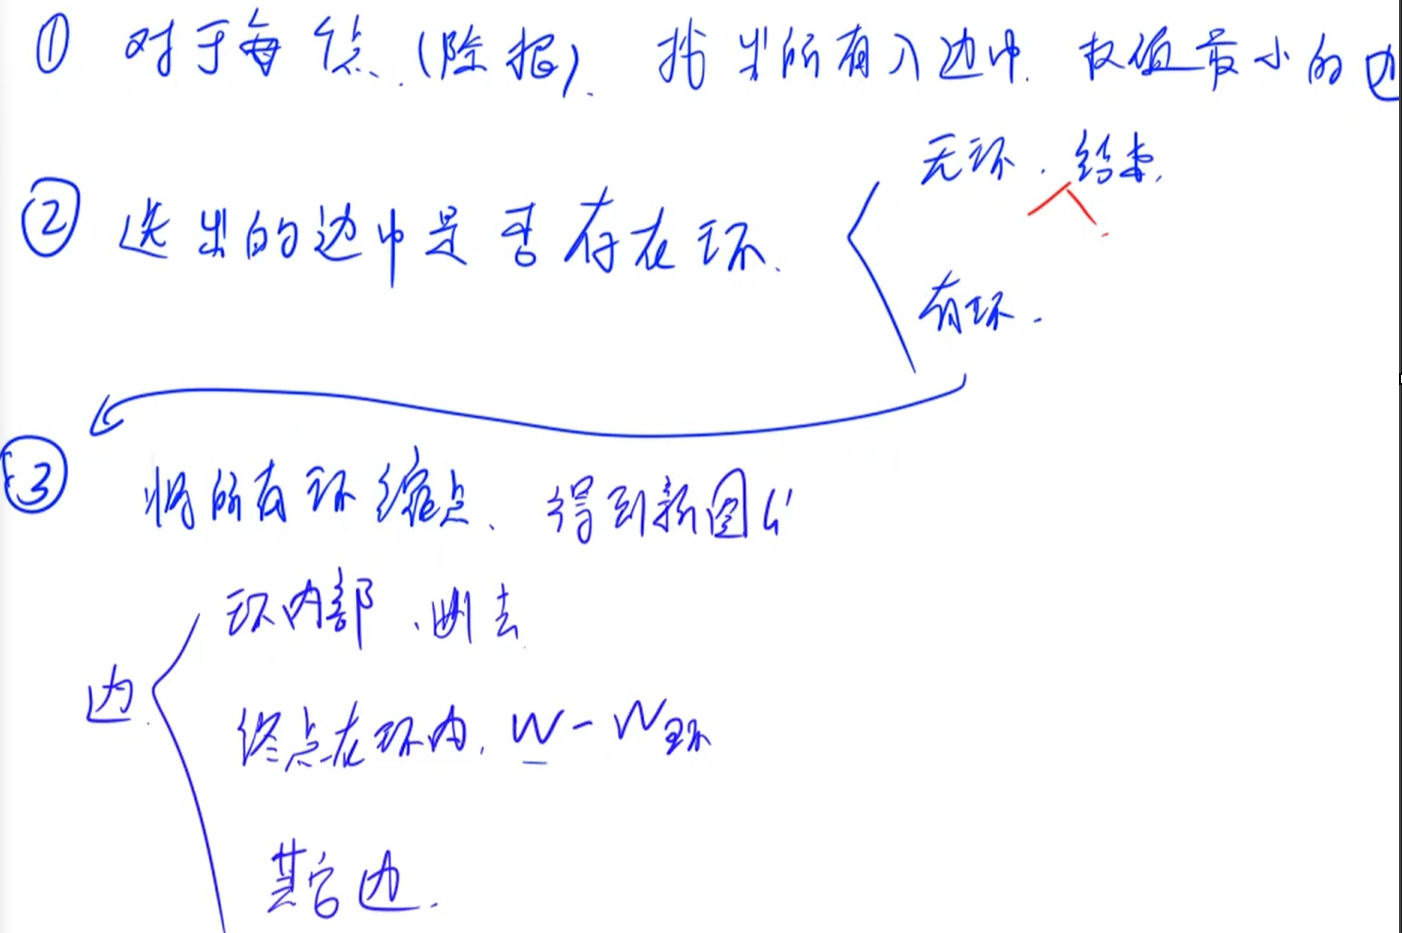 ① 对于每个点(除根). 找出所有入边中. 权值最小的边
② 选出的边中是否存在环.
无环. 结束.
有环.
③ 将所有环缩点、得到新图G'
边.
环内部、删去
终点在环内. W - W环
其它边.